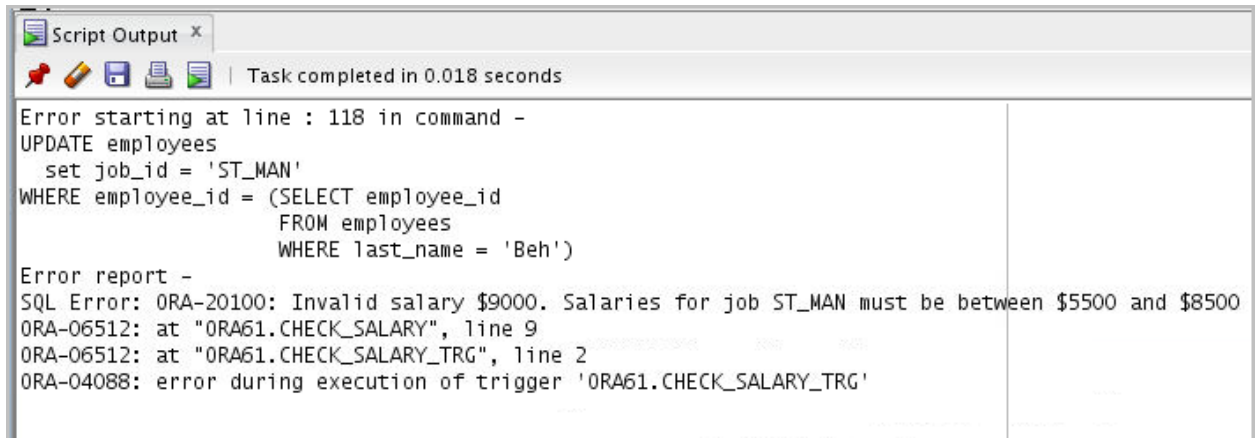 Script Output x
Task completed in 0.018 seconds
Error starting at line : 118 in command -
UPDATE employees
  set job_id = 'ST_MAN'
WHERE employee_id = (SELECT employee_id
                     FROM employees
                     WHERE last_name = 'Beh')
Error report -
SQL Error: ORA-20100: Invalid salary $9000. Salaries for job ST_MAN must be between $5500 and $8500
ORA-06512: at "ORA61.CHECK_SALARY", line 9
ORA-06512: at "ORA61.CHECK_SALARY_TRG", line 2
ORA-04088: error during execution of trigger 'ORA61.CHECK_SALARY_TRG'